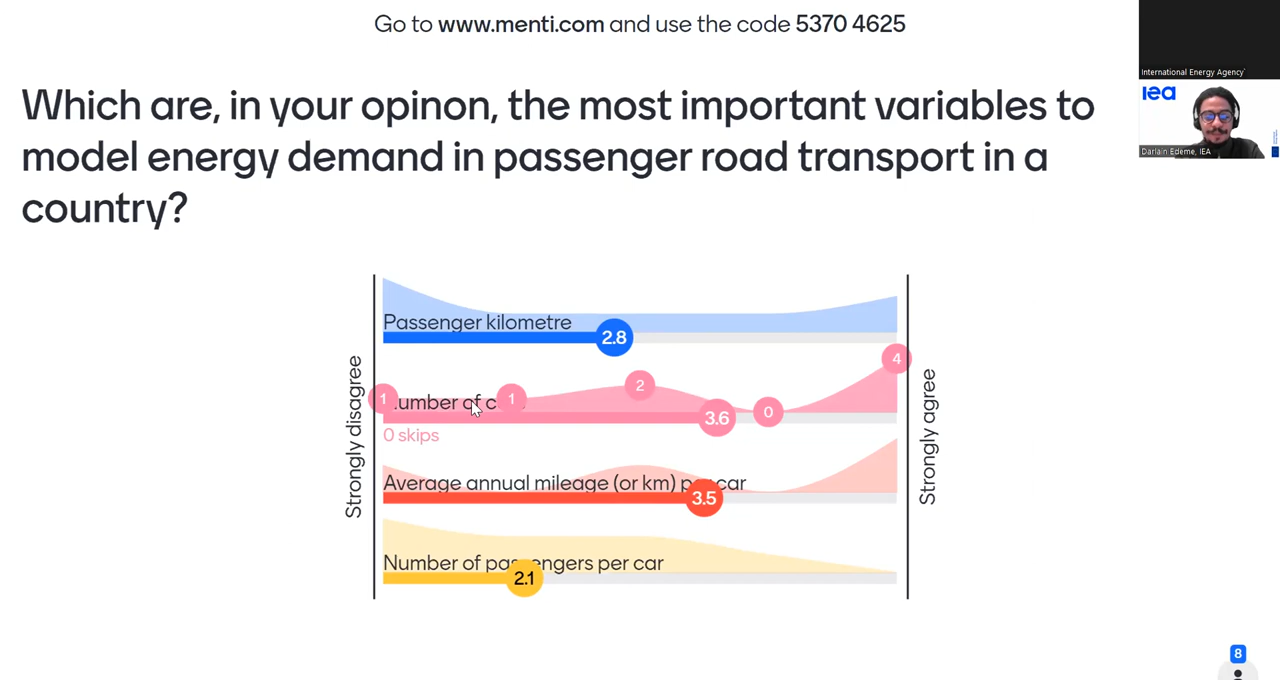 Go to www.menti.com and use the code 5370 4625
International Energy Agency
iea
Darlain Edeme, IEA
Which are, in your opinon, the most important variables to
model energy demand in passenger road transport in a
country?
Strongly disagree
Strongly agree
Passenger kilometre
2.8
1
1
2
0
4
umber of c
3.6
0 skips
Average annual mileage (or km) p car
3.5
Number of pas engers per car
2.1
8